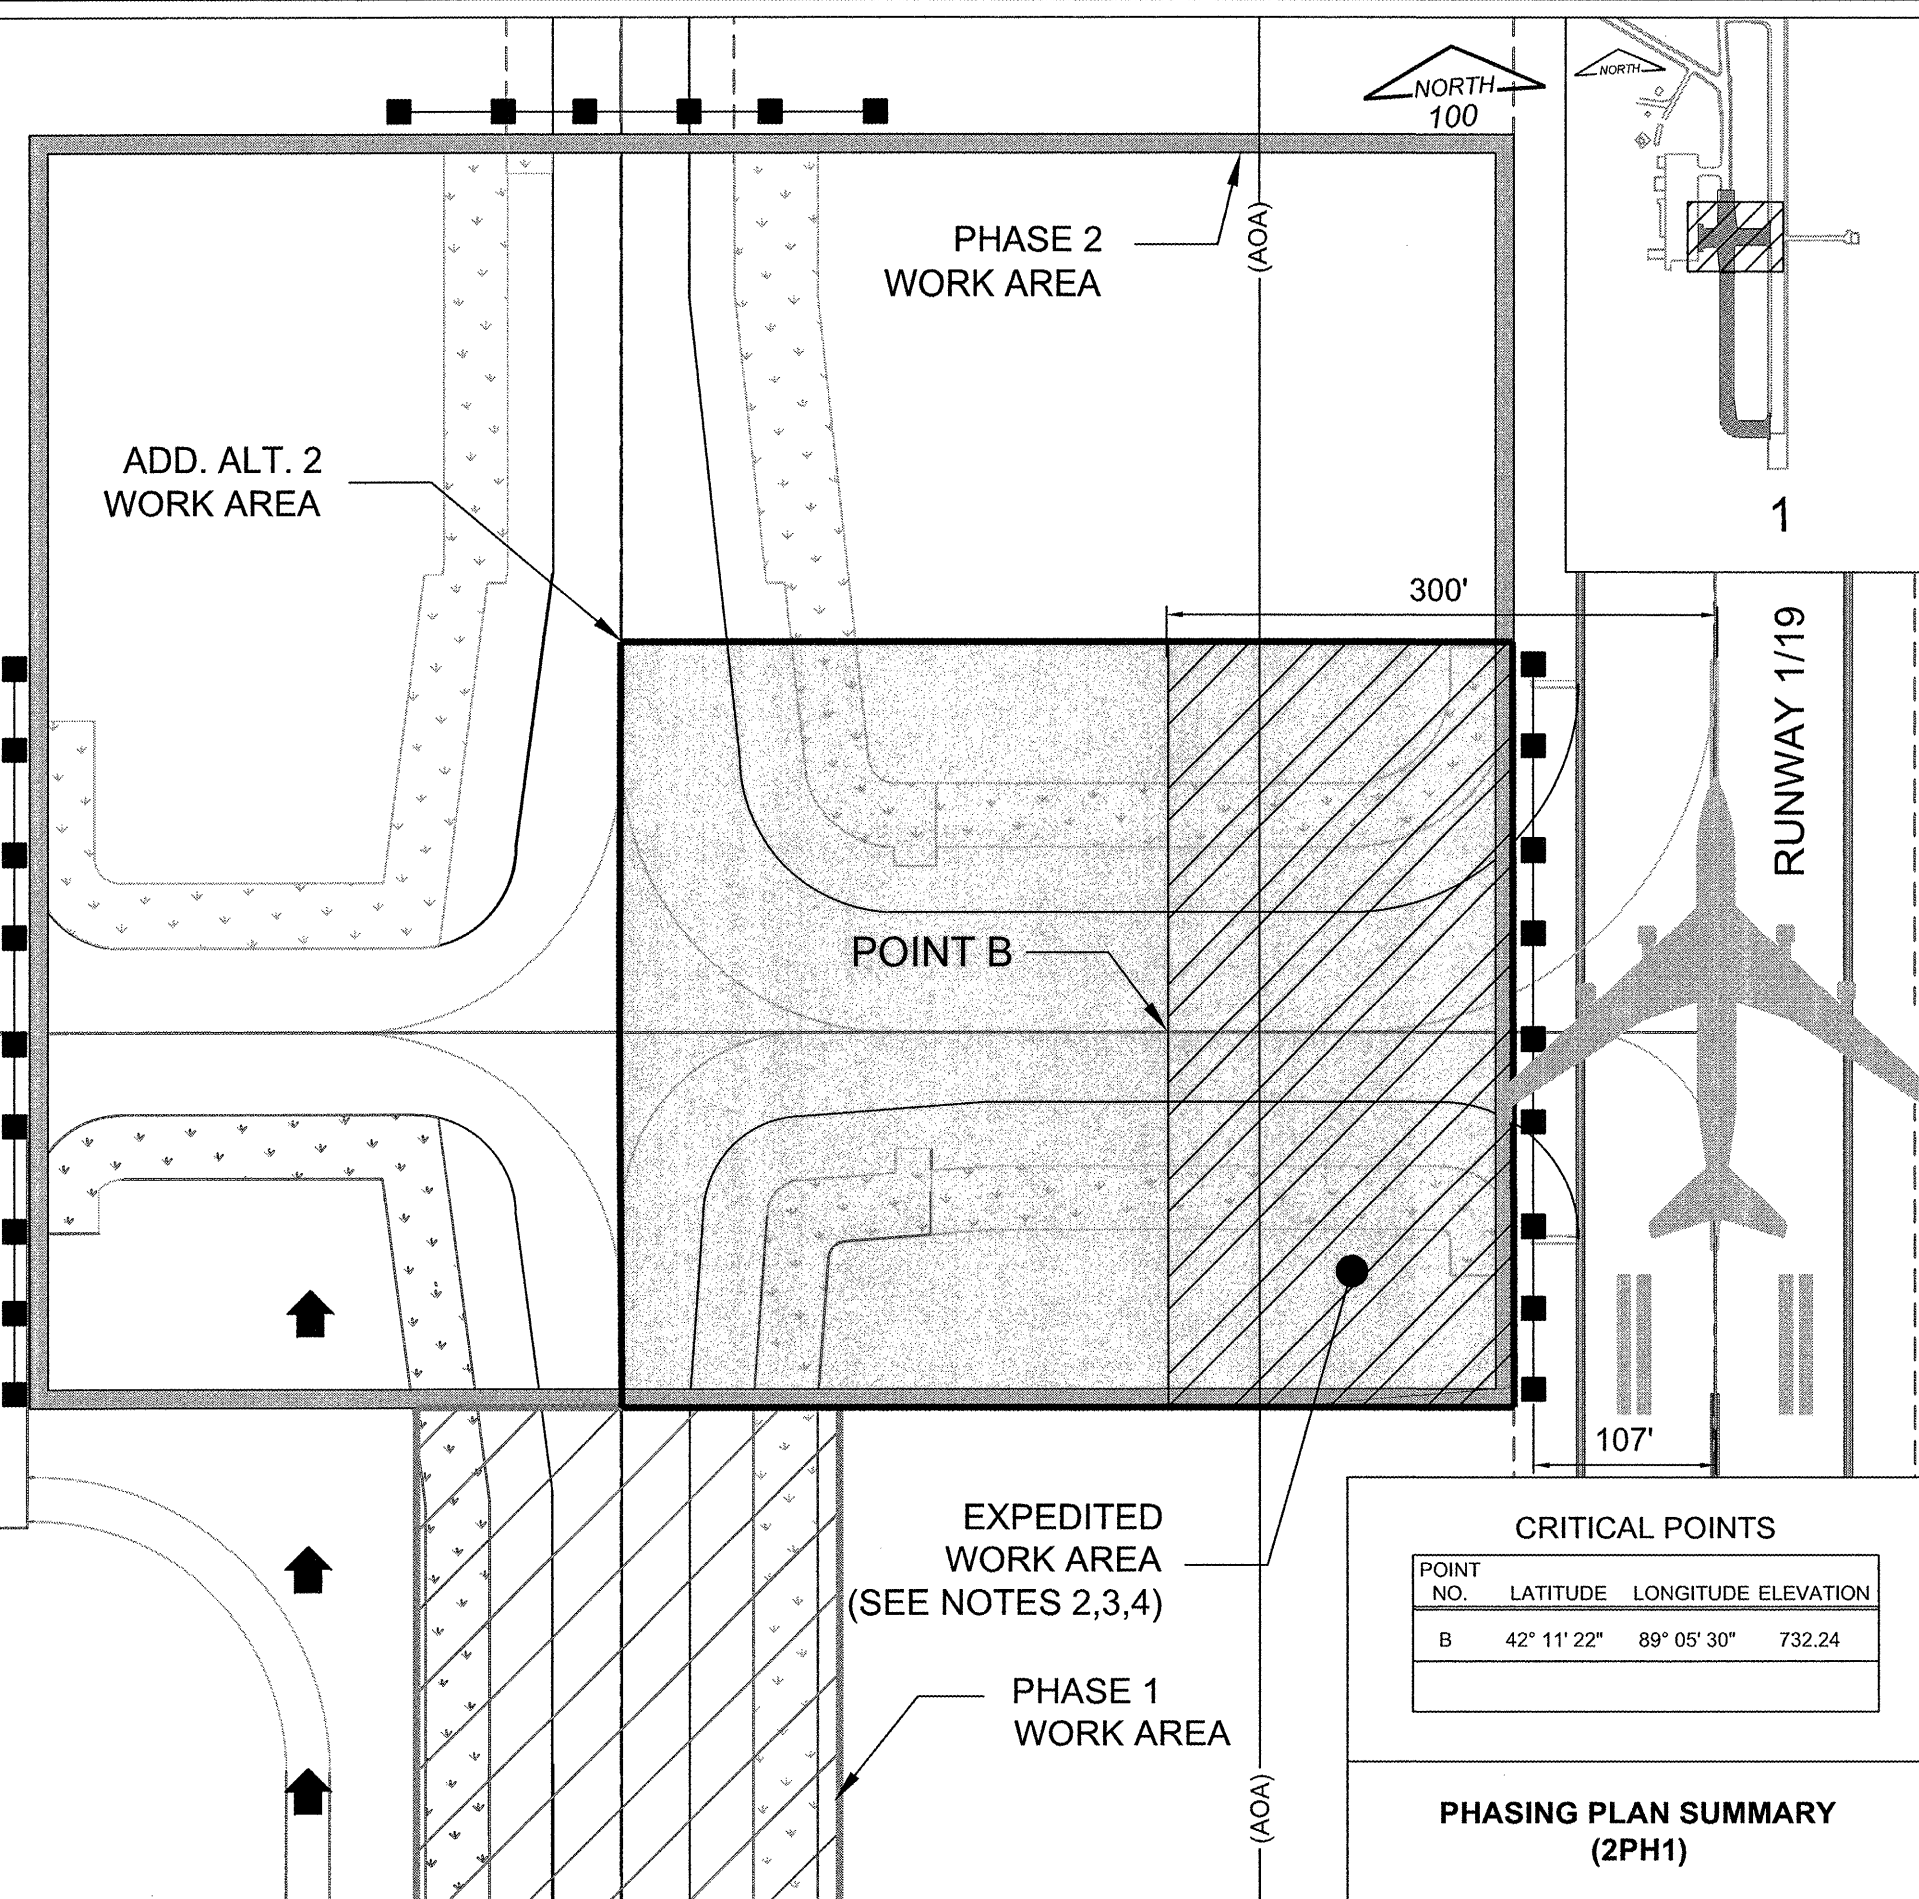 NORTH
100
NORTH
PHASE 2
WORK AREA
(AOA)
ADD. ALT. 2
WORK AREA
1
300'
RUNWAY 1/19
POINT B
107'
EXPEDITED
WORK AREA
(SEE NOTES 2,3,4)
PHASE 1
WORK AREA
(AOA)
CRITICAL POINTS
POINT
NO. LATITUDE LONGITUDE ELEVATION
B 42° 11' 22" 89° 05' 30" 732.24
PHASING PLAN SUMMARY
(2PH1)